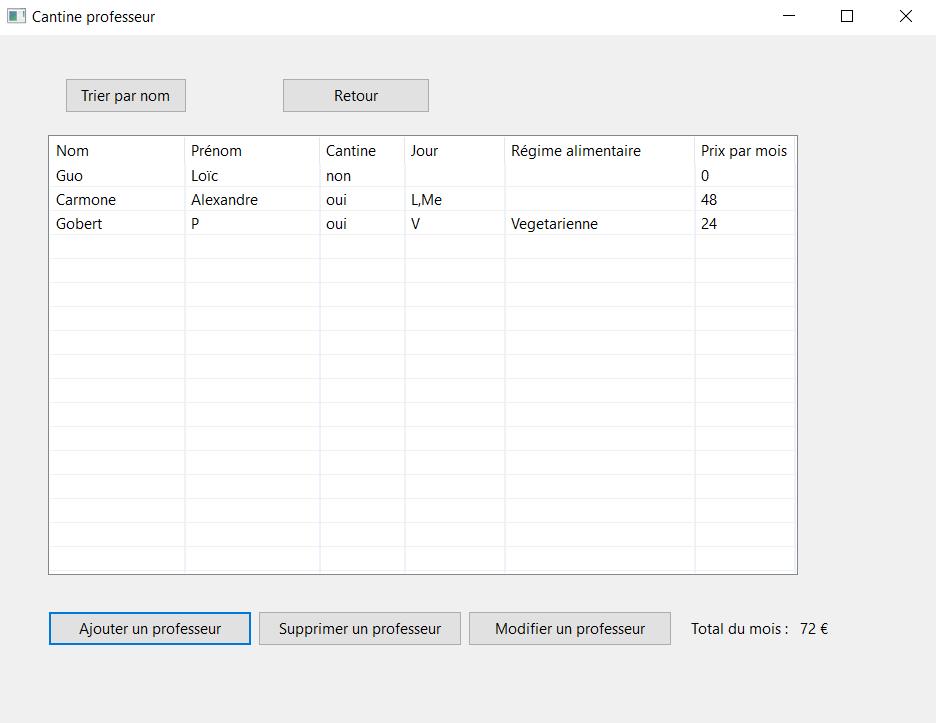 Cantine professeur
Trier par nom Retour
Nom Prénom Cantine Jour Régime alimentaire Prix par mois
Guo Loïc non 0
Carmone Alexandre oui L,Me 48
Gobert P oui V Vegetarienne 24
Ajouter un professeur Supprimer un professeur Modifier un professeur Total du mois : 72 €